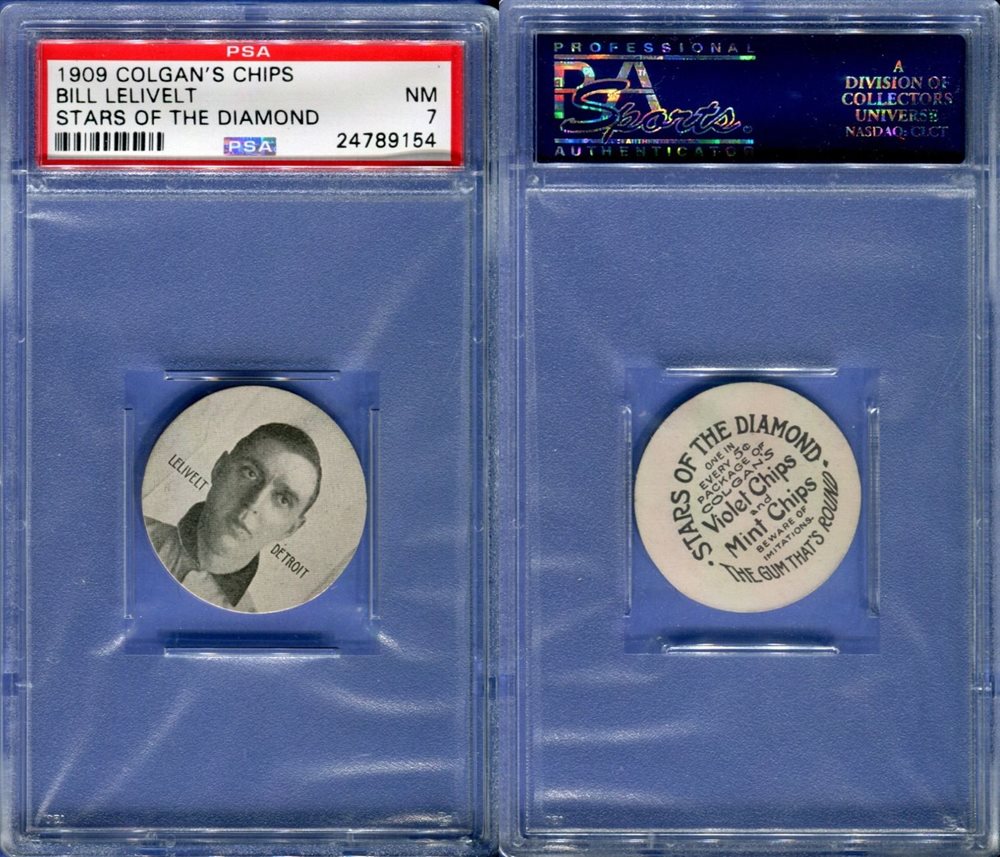 PSA
1909 COLGAN'S CHIPS
BILL LELIVELT NM
STARS OF THE DIAMOND 7
PSA 24789154
LELIVELT
DETROIT
PROFESSIONAL
PSA
Sports
AUTHENTICATOR
A
DIVISION OF
COLLECTORS
UNIVERSE
NASDAQ: CLCT
• STARS OF THE DIAMOND •
ONE IN
EVERY 5¢
PACKAGE OF
COLGAN'S
Violet Chips
and
Mint Chips
BEWARE OF
IMITATIONS.
THE GUM THAT'S ROUND